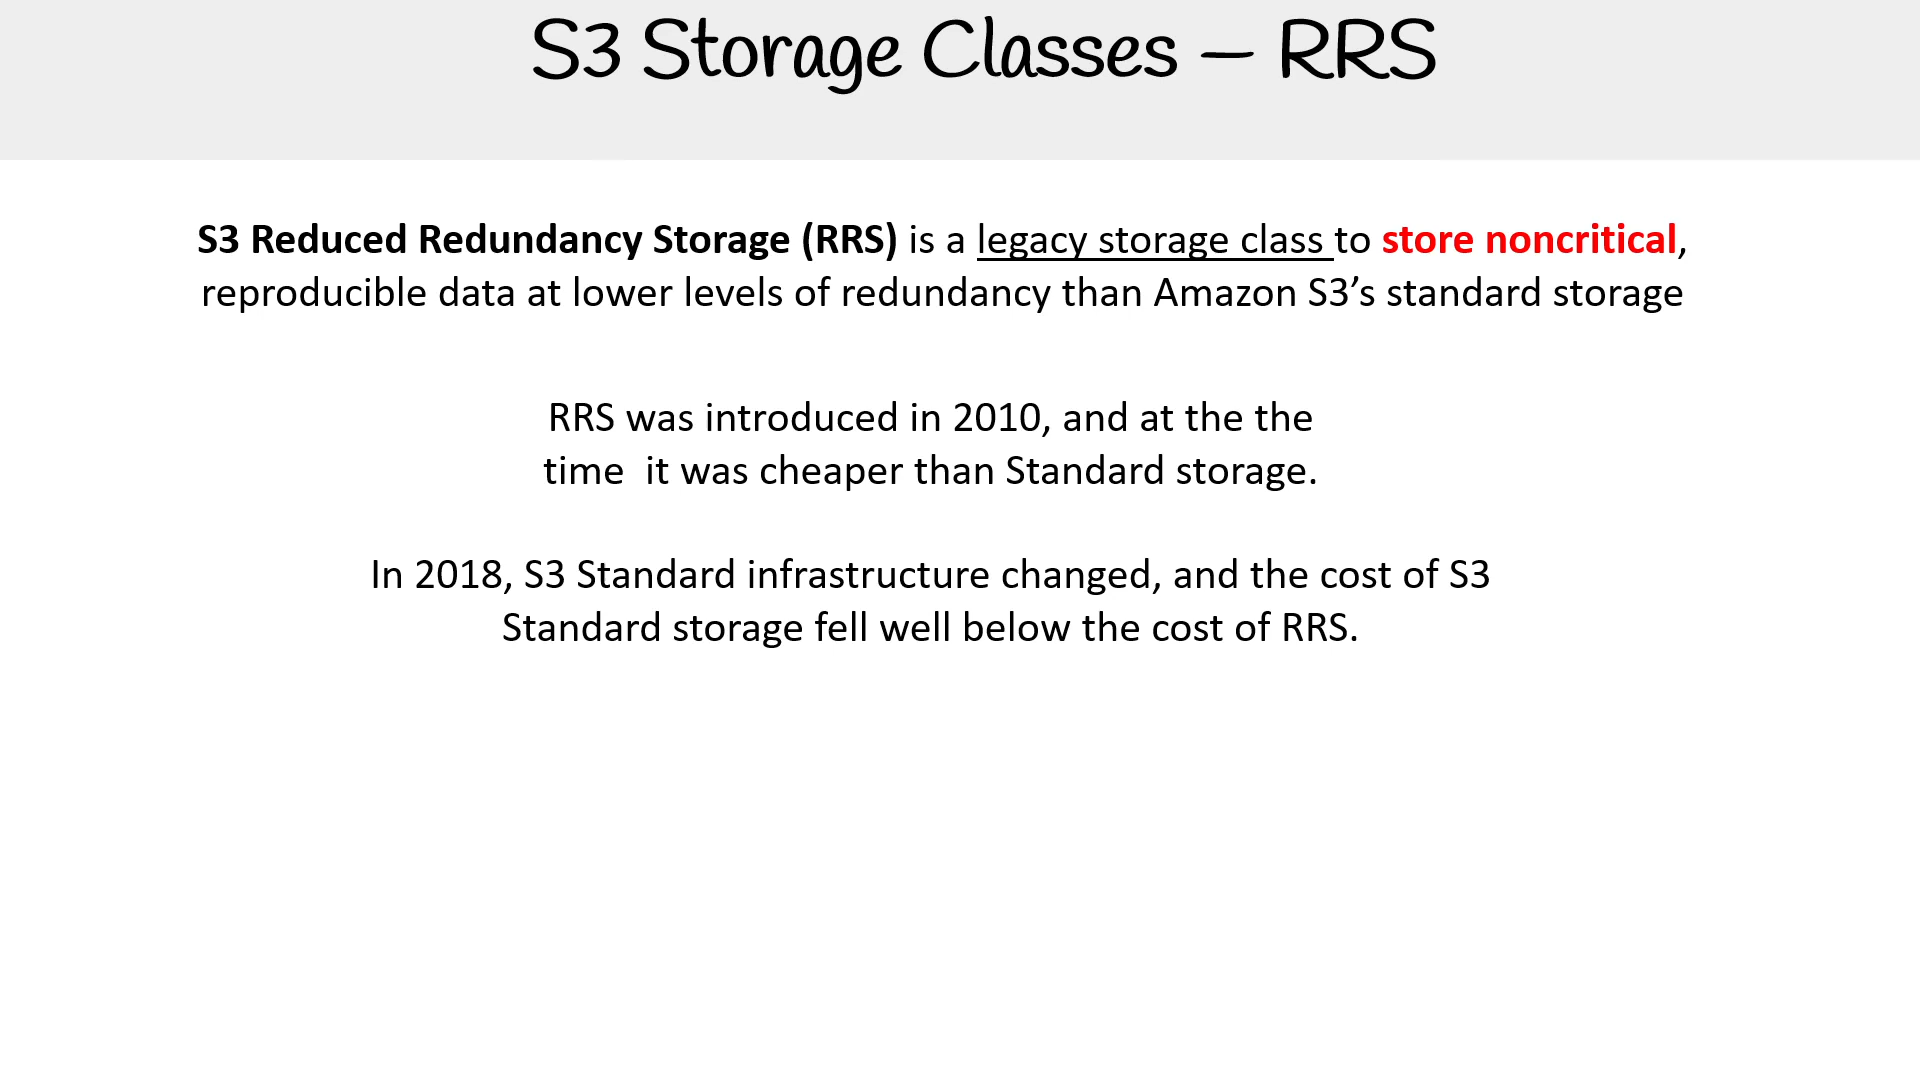 S3 Storage Classes – RRS
S3 Reduced Redundancy Storage (RRS) is a legacy storage class to store noncritical,
reproducible data at lower levels of redundancy than Amazon S3’s standard storage
RRS was introduced in 2010, and at the the
time  it was cheaper than Standard storage.
In 2018, S3 Standard infrastructure changed, and the cost of S3
Standard storage fell well below the cost of RRS.